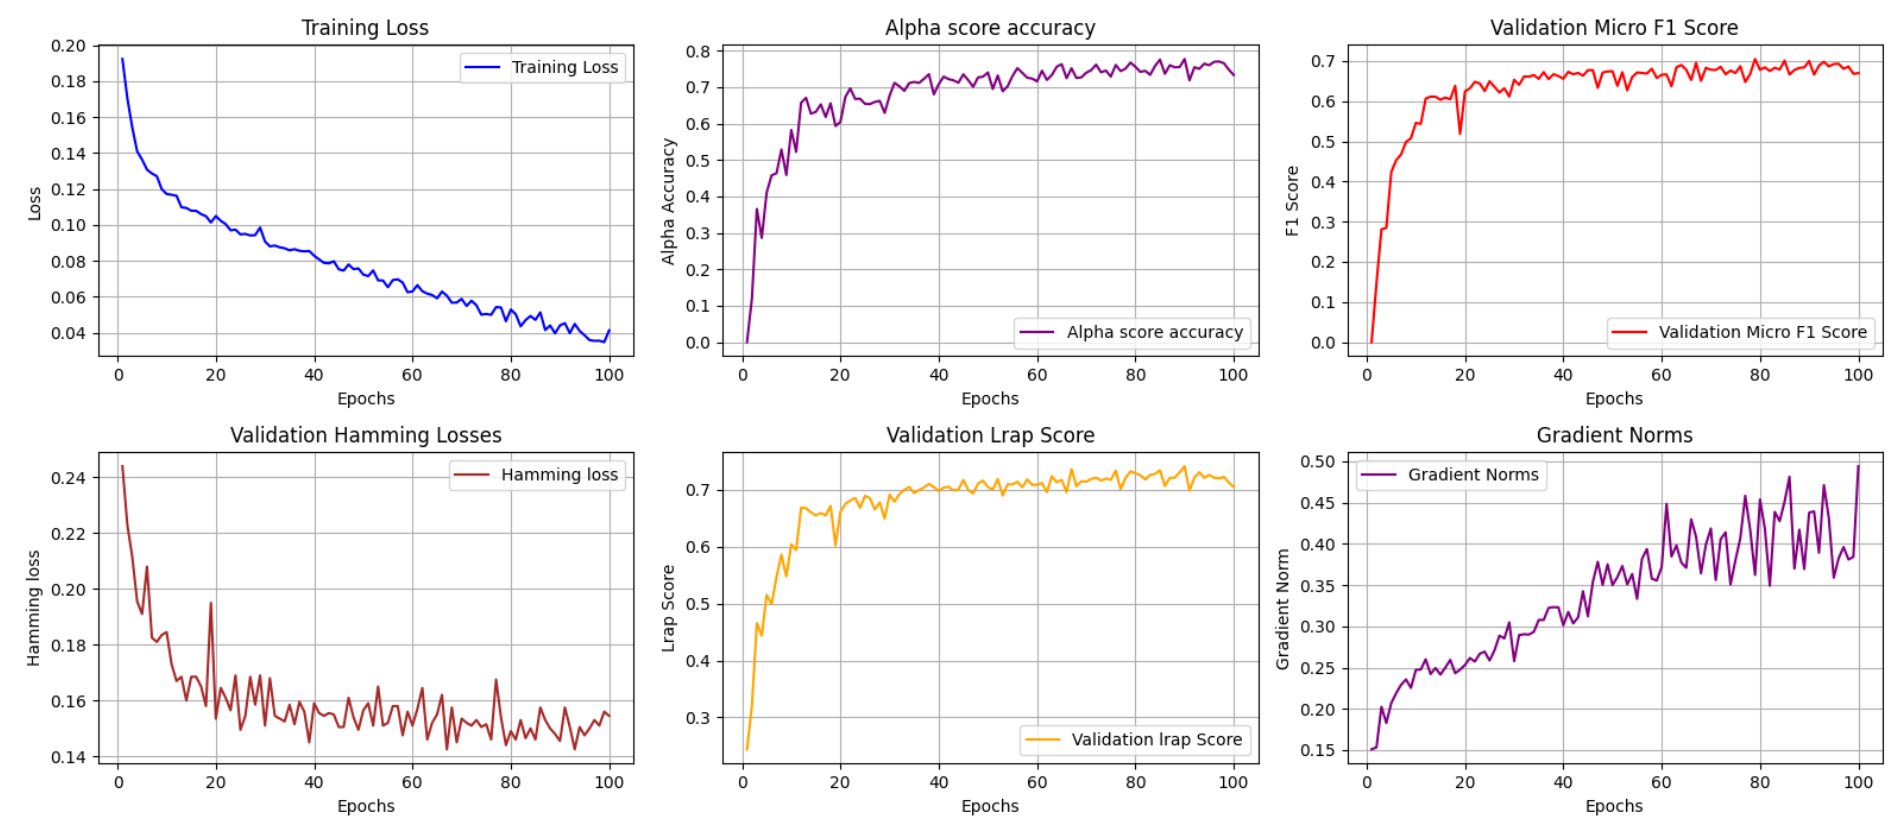 Training Loss
Loss
0.20
0.18
0.16
0.14
0.12
0.10
0.08
0.06
0.04
Training Loss
0 20 40 60 80 100
Epochs
Alpha score accuracy
Alpha Accuracy
0.8
0.7
0.6
0.5
0.4
0.3
0.2
0.1
0.0
Alpha score accuracy
0 20 40 60 80 100
Epochs
Validation Micro F1 Score
F1 Score
0.7
0.6
0.5
0.4
0.3
0.2
0.1
0.0
Validation Micro F1 Score
0 20 40 60 80 100
Epochs
Validation Hamming Losses
Hamming loss
0.24
0.22
0.20
0.18
0.16
0.14
Hamming loss
0 20 40 60 80 100
Epochs
Validation Lrap Score
Lrap Score
0.7
0.6
0.5
0.4
0.3
Validation lrap Score
0 20 40 60 80 100
Epochs
Gradient Norms
Gradient Norm
0.50
0.45
0.40
0.35
0.30
0.25
0.20
0.15
Gradient Norms
0 20 40 60 80 100
Epochs